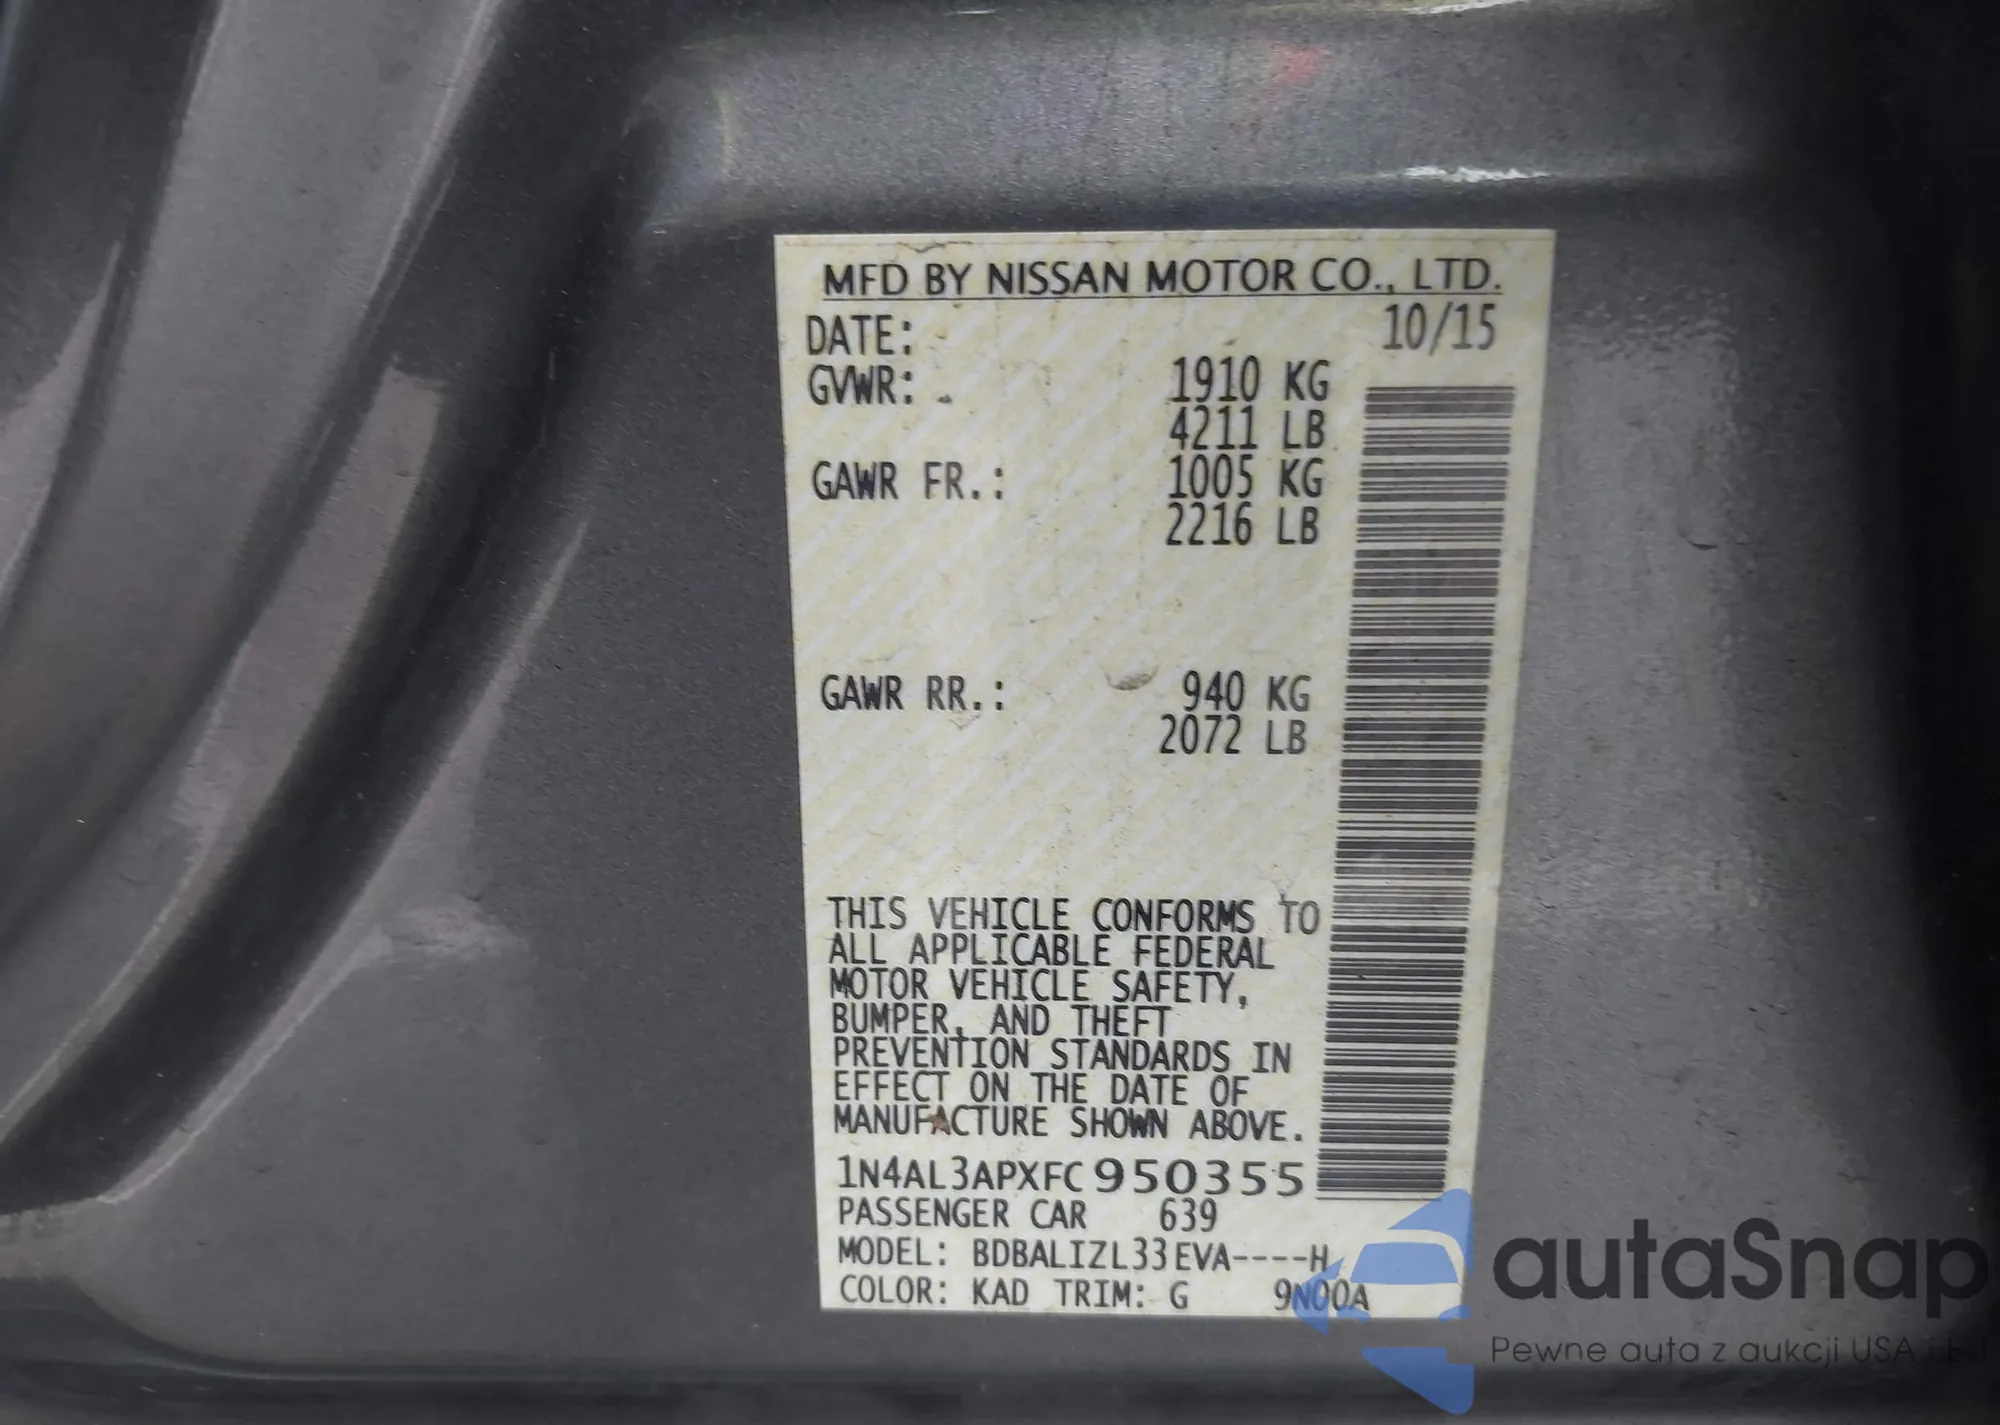 MFD BY NISSAN MOTOR CO., LTD.
DATE: 10/15
GVWR: 1910 KG
4211 LB
GAWR FR.: 1005 KG
2216 LB
GAWR RR.: 940 KG
2072 LB
THIS VEHICLE CONFORMS TO
ALL APPLICABLE FEDERAL
MOTOR VEHICLE SAFETY,
BUMPER, AND THEFT
PREVENTION STANDARDS IN
EFFECT ON THE DATE OF
MANUFACTURE SHOWN ABOVE.
1N4AL3APXFC950355
PASSENGER CAR 639
MODEL: BDBALIZL33EVA----H
COLOR: KAD TRIM: G 9N00A
autaSnap
Pewne auta z aukcji USA i EU